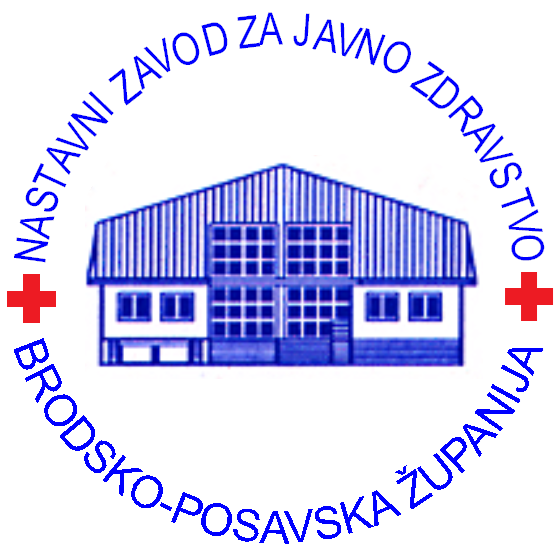 NASTAVNI ZAVOD ZA JAVNO ZDRAVSTVO
BRODSKO-POSAVSKA ŽUPANIJA